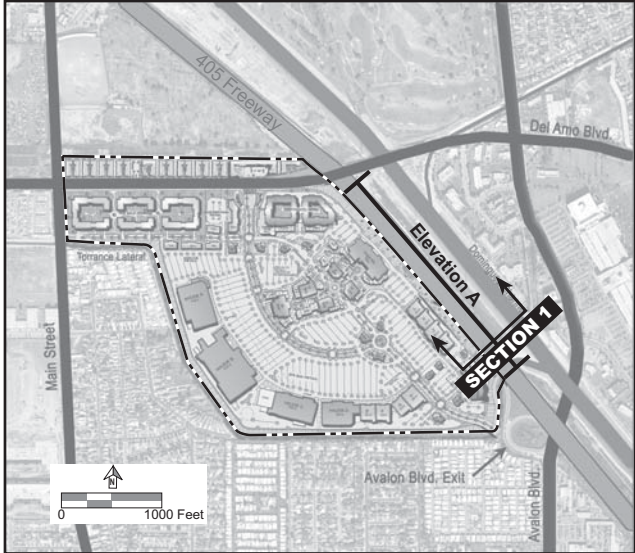 405 Freeway
Del Amo Blvd.
Elevation A
Torrance Lateral
Main Street
SECTION 1
Avalon Blvd. Exit
Avalon Blvd.
N
0
1000 Feet